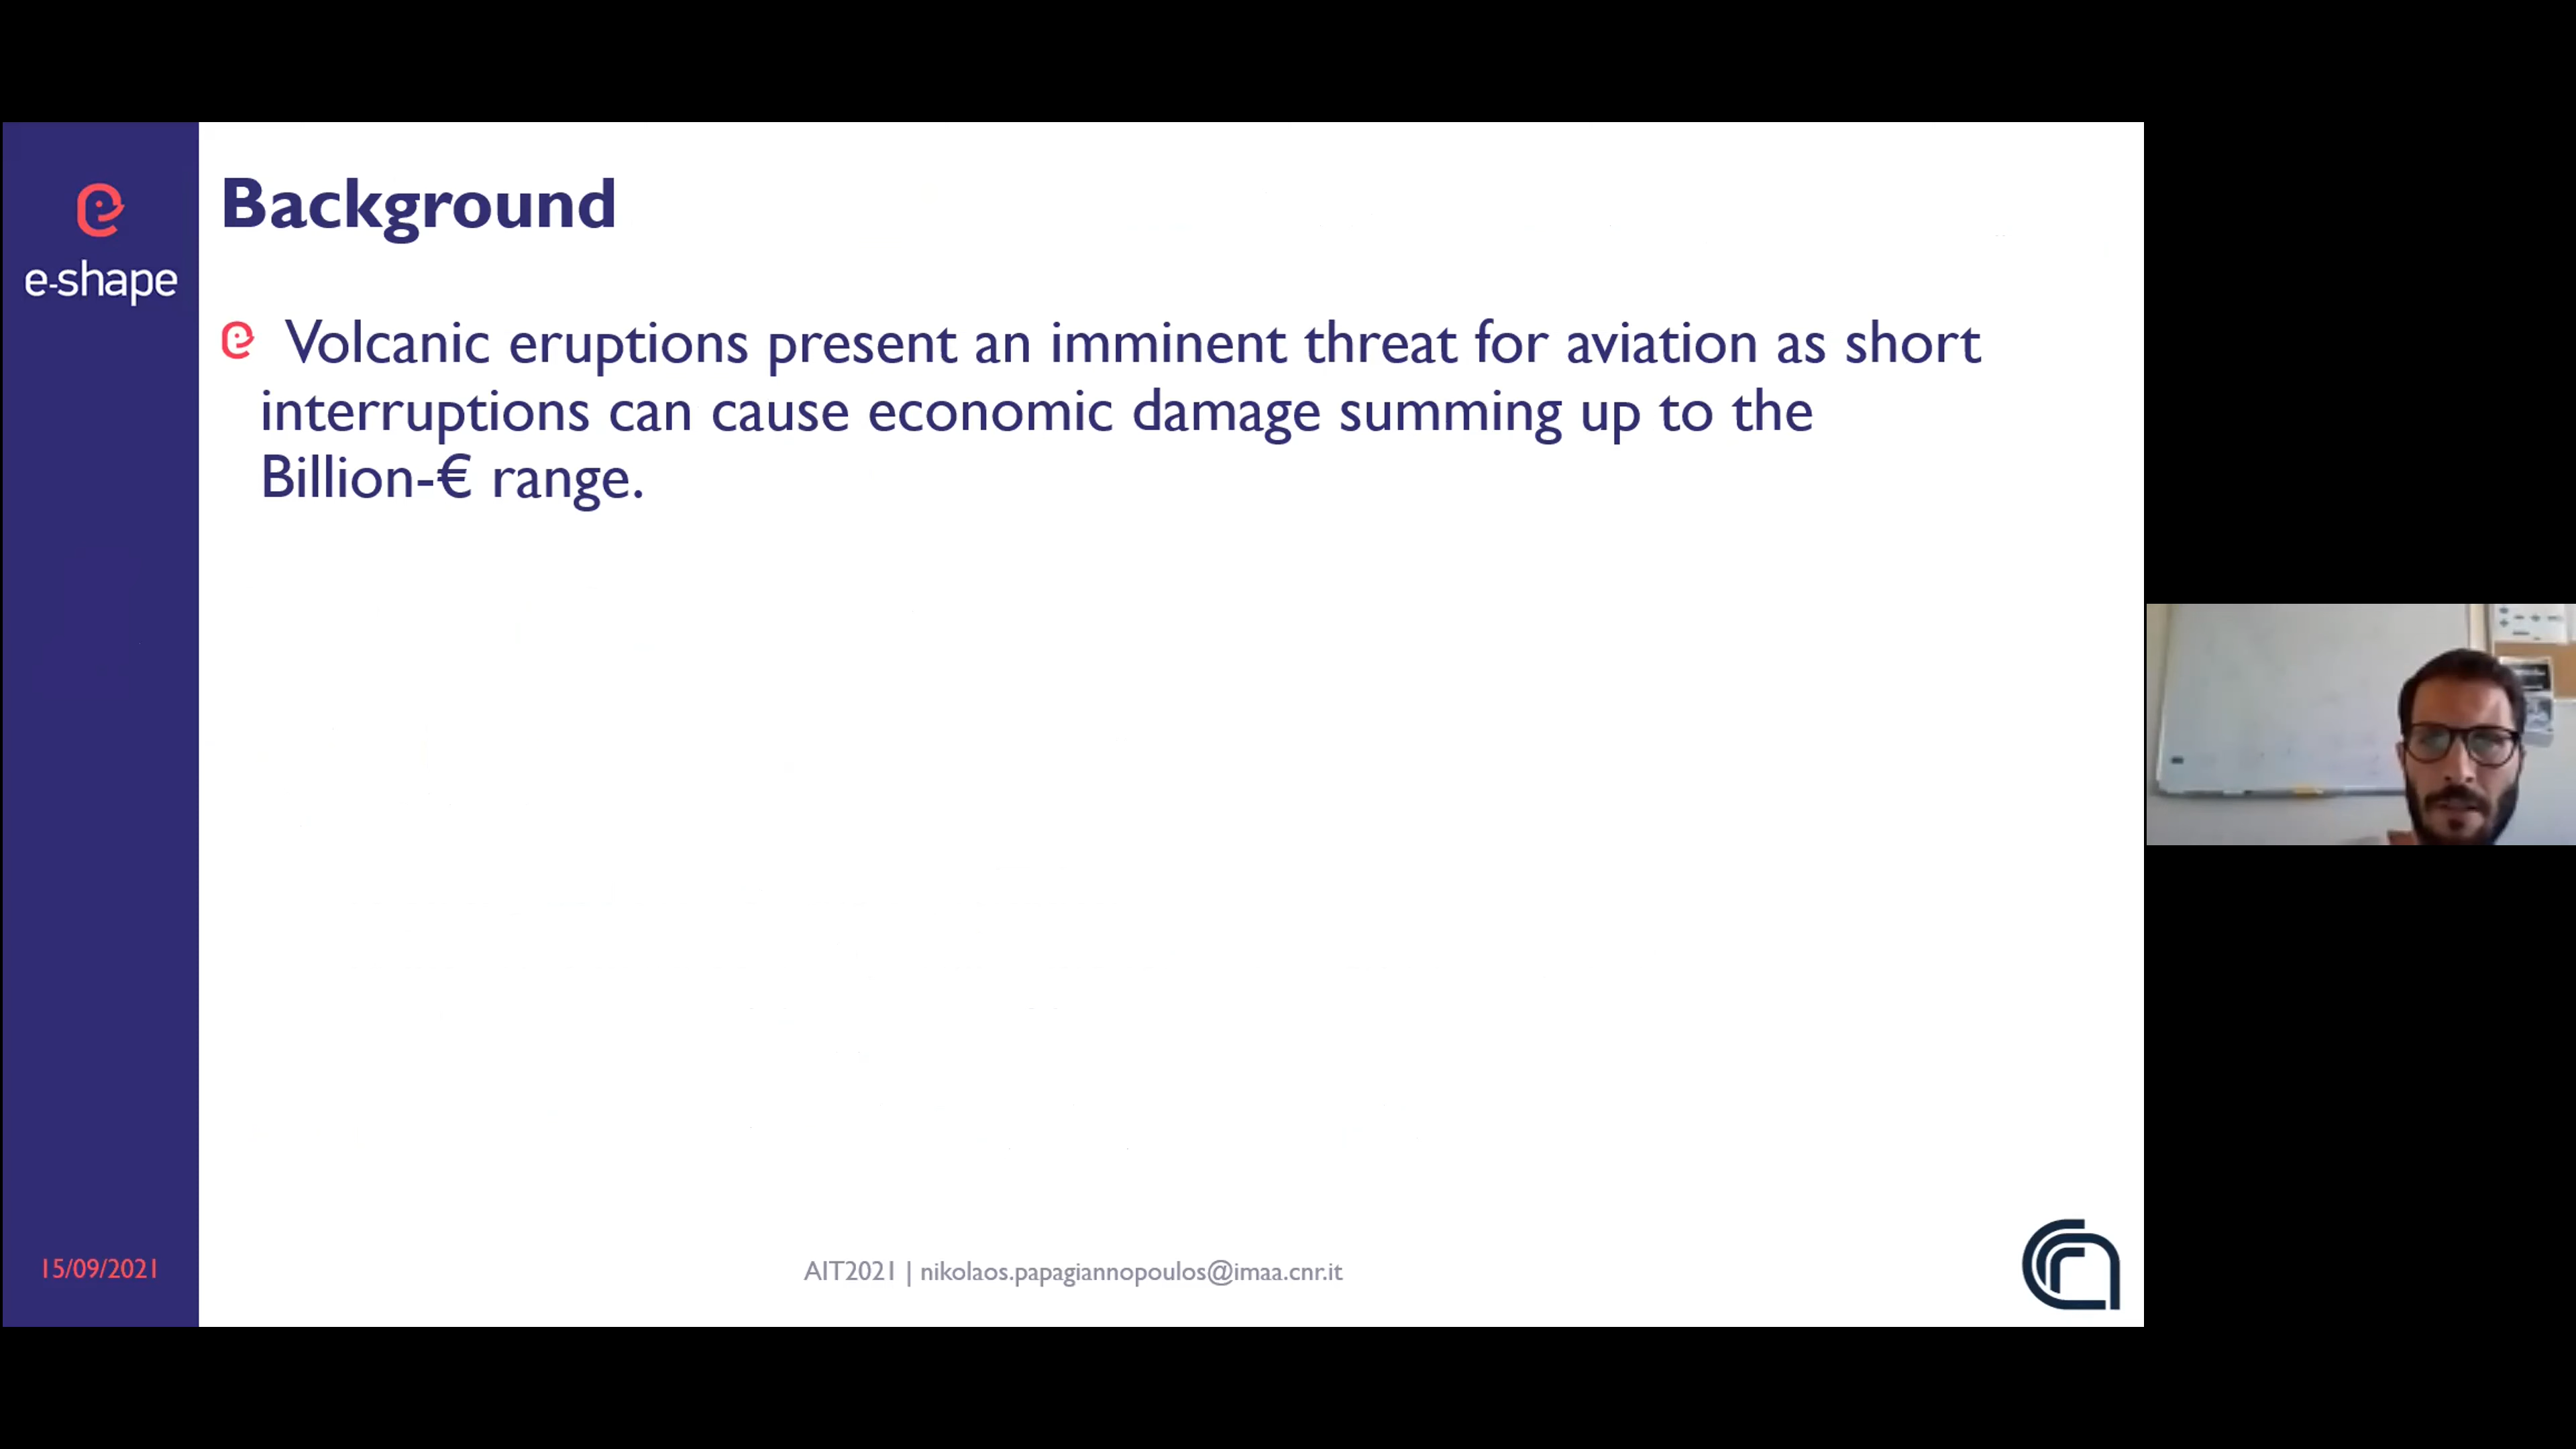 e-shape
Background
Volcanic eruptions present an imminent threat for aviation as short
interruptions can cause economic damage summing up to the
Billion-€ range.
15/09/2021
AIT2021 | nikolaos.papagiannopoulos@imaa.cnr.it